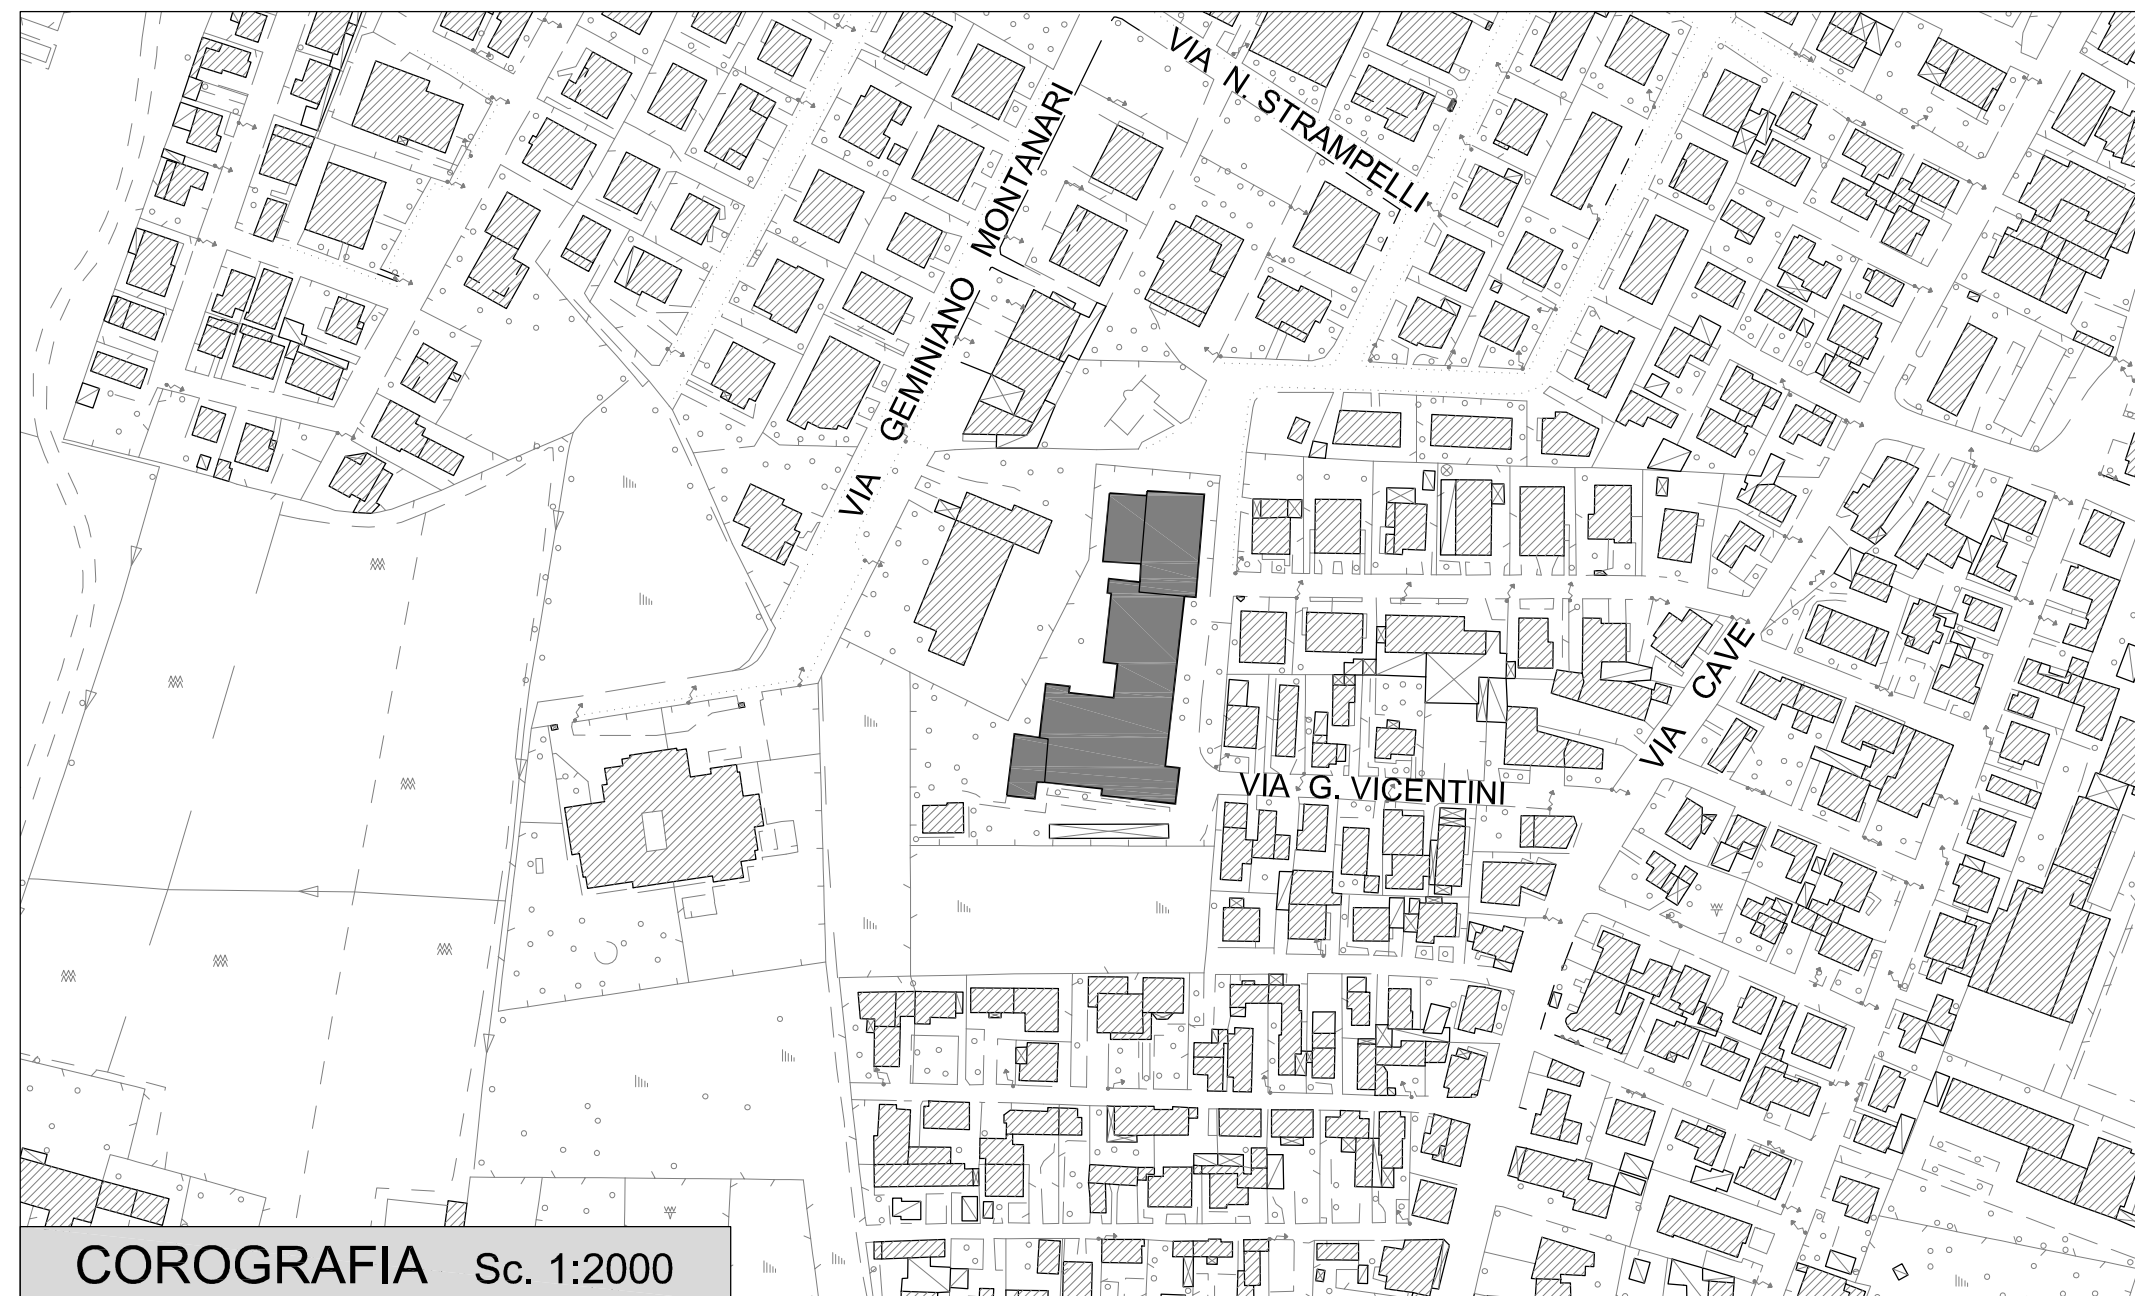 VIA N. STRAMPELLI
VIA GEMINIANO MONTANARI
VIA CAVE
VIA G. VICENTINI
COROGRAFIA Sc. 1:2000